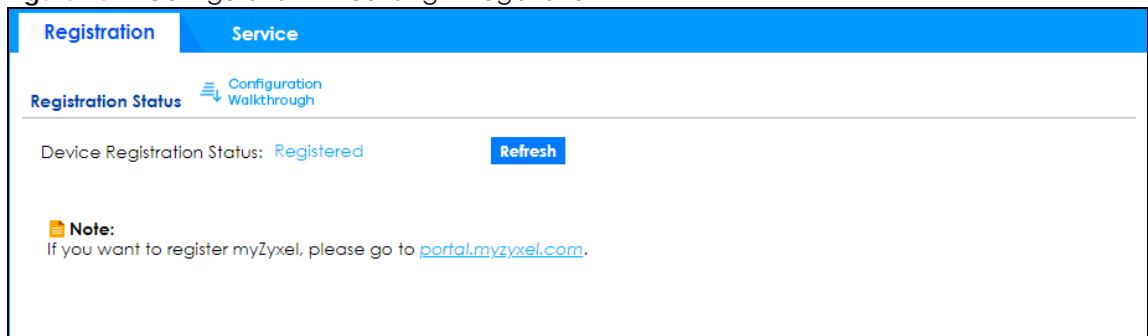 Registration Service
Configuration
Registration Status Walkthrough
Device Registration Status: Registered Refresh
Note:
If you want to register myZyxel, please go to portal.myzyxel.com.